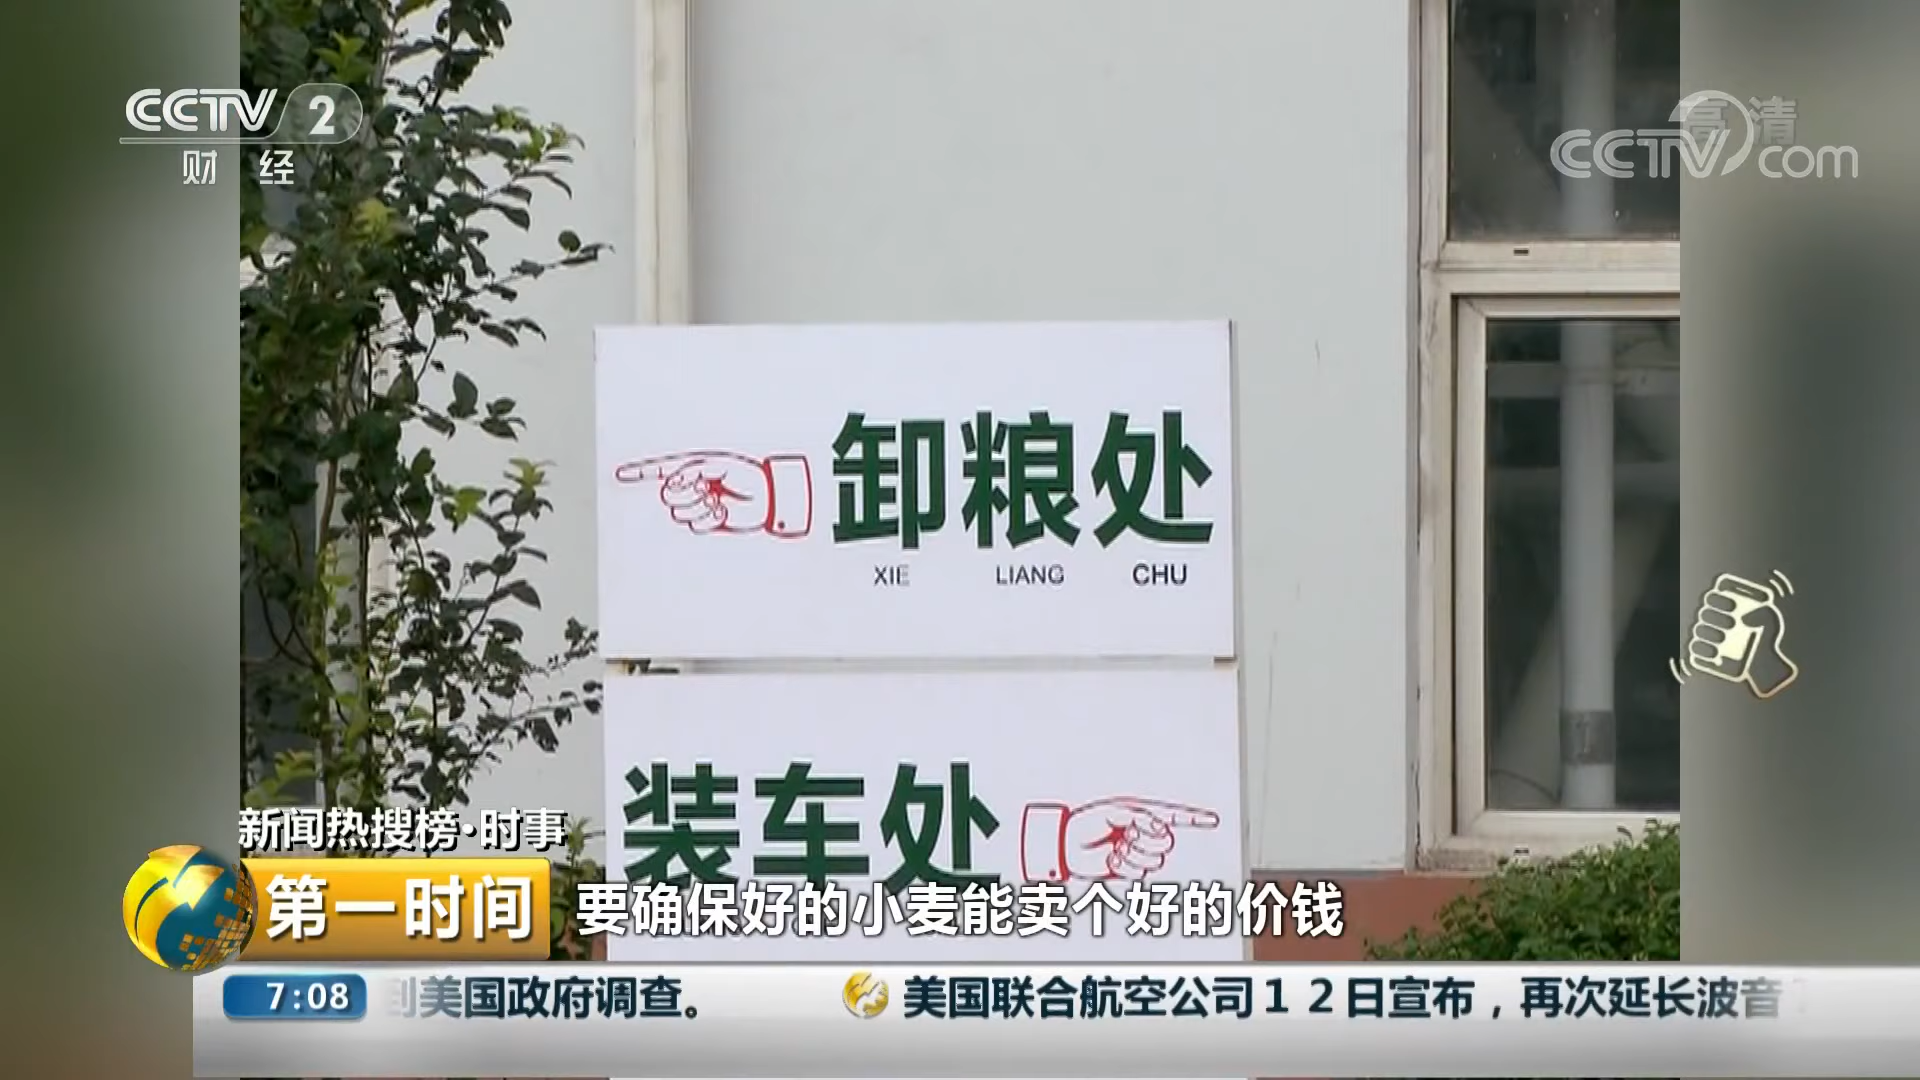 CCTV 2
财 经
高清
CCTV com
卸粮处
XIE LIANG CHU
装车处
新闻热搜榜·时事
第一时间
要确保好的小麦能卖个好的价钱
7:08
美国政府调查。 美国联合航空公司12日宣布，再次延长波音